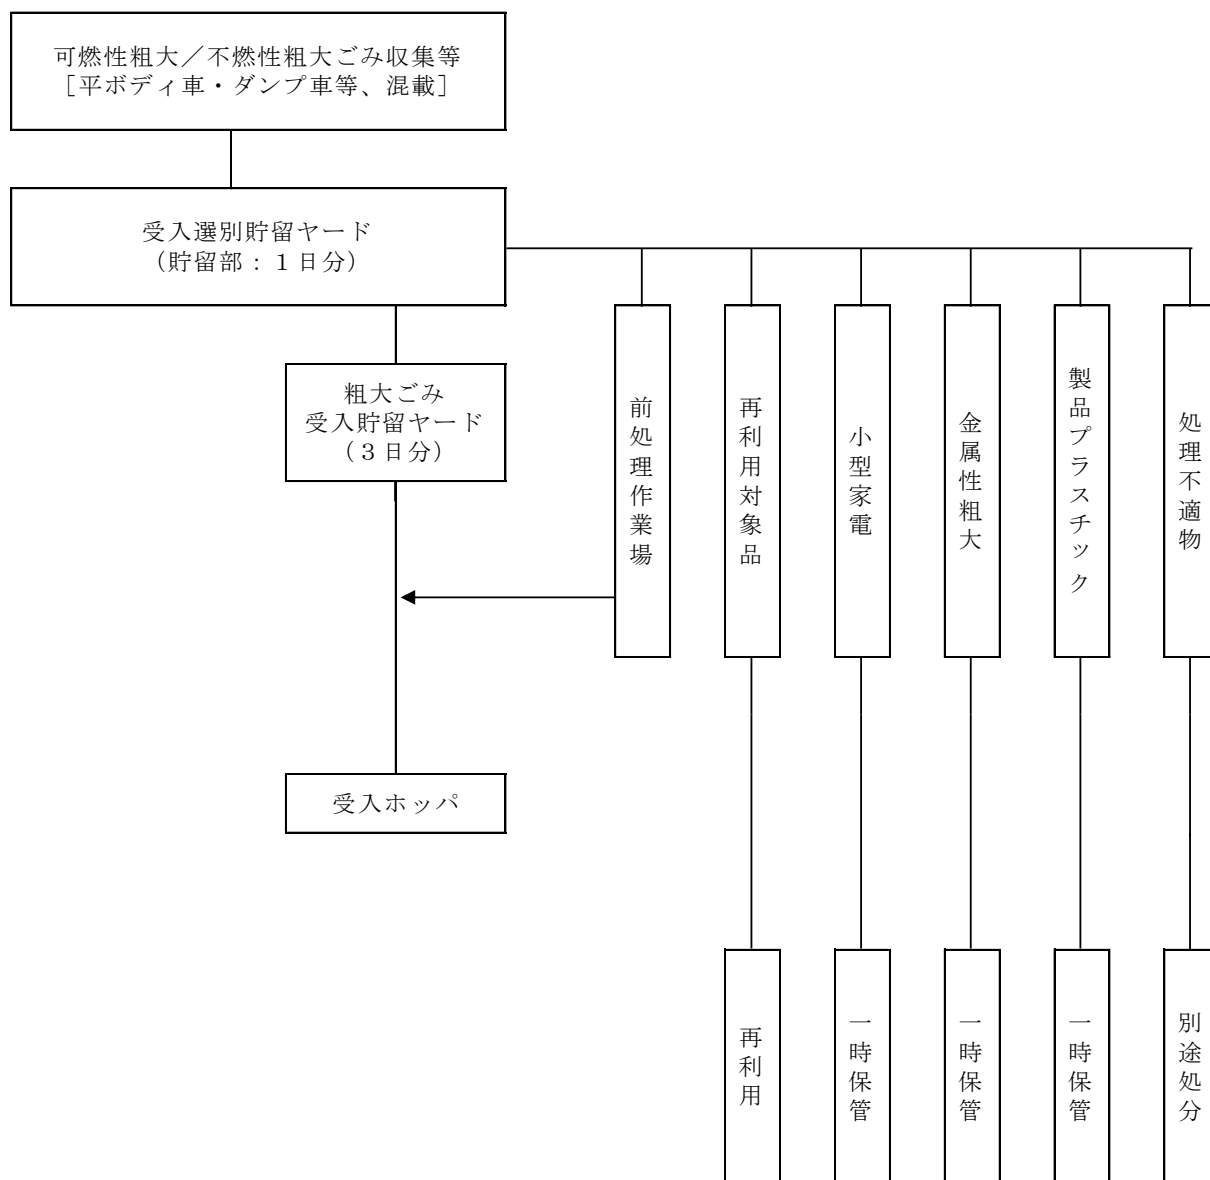 可燃性粗大／不燃性粗大ごみ収集等
［平ボディ車・ダンプ車等、混載］
受入選別貯留ヤード
（貯留部：１日分）
粗大ごみ
受入貯留ヤード
（３日分）
前処理作業場
再利用対象品
小型家電
金属性粗大
製品プラスチック
処理不適物
受入ホッパ
再利用
一時保管
一時保管
一時保管
別途処分